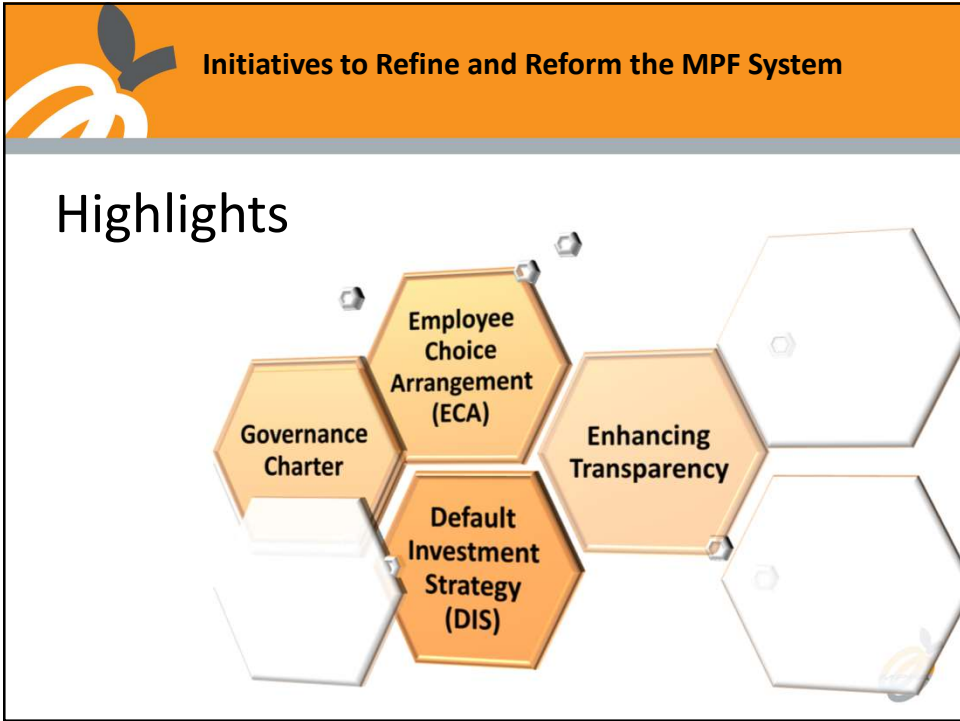 Initiatives to Refine and Reform the MPF System
Highlights
Employee
Choice
Arrangement
(ECA)
Governance
Charter
Enhancing
Transparency
Default
Investment
Strategy
(DIS)